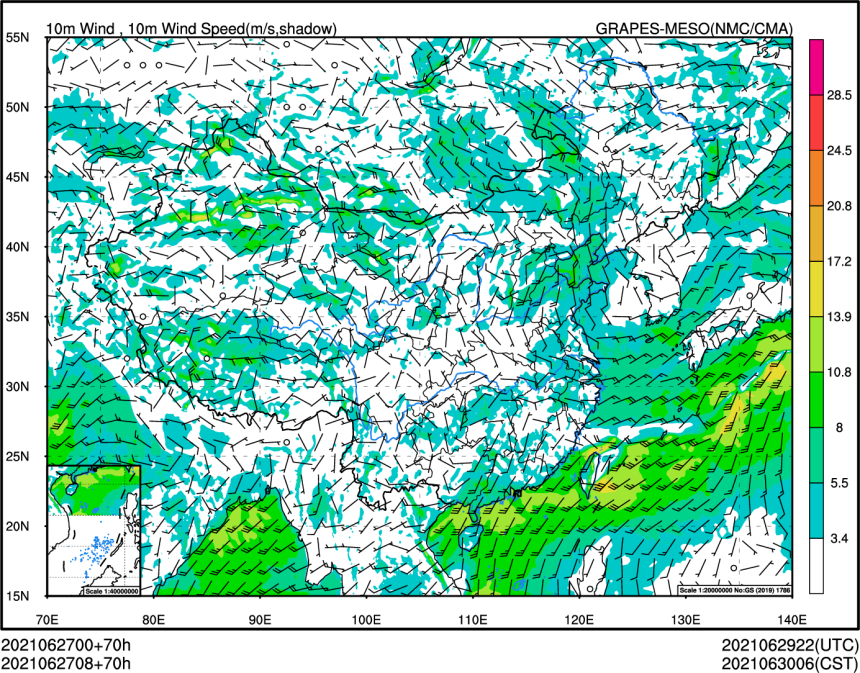 10m Wind , 10m Wind Speed(m/s,shadow) GRAPES-MESO(NMC/CMA)
55N
50N
45N
40N
35N
30N
25N
20N
15N
28.5
24.5
20.8
17.2
13.9
10.8
8
5.5
3.4
Scale 1:40000000
Scale 1:20000000 No:GS (2019) 1786
70E 80E 90E 100E 110E 120E 130E 140E
2021062700+70h 2021062922(UTC)
2021062708+70h 2021063006(CST)